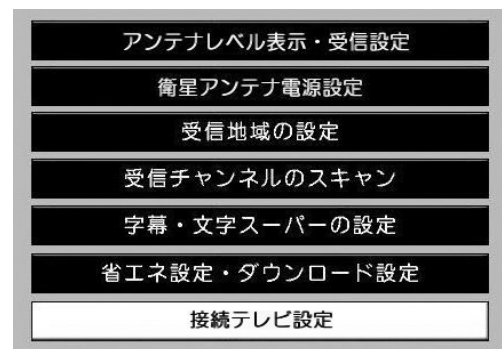 アンテナレベル表示・受信設定
衛星アンテナ電源設定
受信地域の設定
受信チャンネルのスキャン
字幕・文字スーパーの設定
省エネ設定・ダウンロード設定
接続テレビ設定